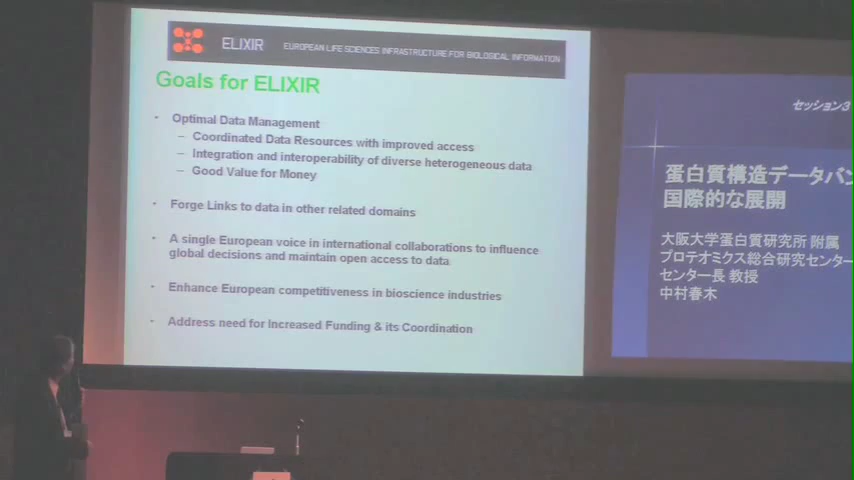 ELIXIR EUROPEAN LIFE SCIENCES INFRASTRUCTURE FOR BIOLOGICAL INFORMATION
Goals for ELIXIR
• Optimal Data Management
– Coordinated Data Resources with improved access
– Integration and interoperability of diverse heterogeneous data
– Good Value for Money
• Forge Links to data in other related domains
• A single European voice in international collaborations to influence
global decisions and maintain open access to data
• Enhance European competitiveness in bioscience industries
• Address need for Increased Funding & its Coordination
セッション3
蛋白質構造データバン
国際的な展開
大阪大学蛋白質研究所 附属
プロテオミクス総合研究センター
センター長 教授
中村春木